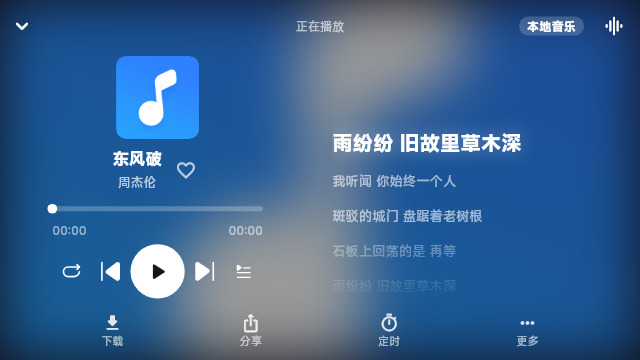 正在播放
本地音乐
东风破
周杰伦
00:00
00:00
雨纷纷 旧故里草木深
我听闻 你始终一个人
斑驳的城门 盘踞着老树根
石板上回荡的是 再等
雨纷纷 旧故里草木深
下载
分享
定时
更多